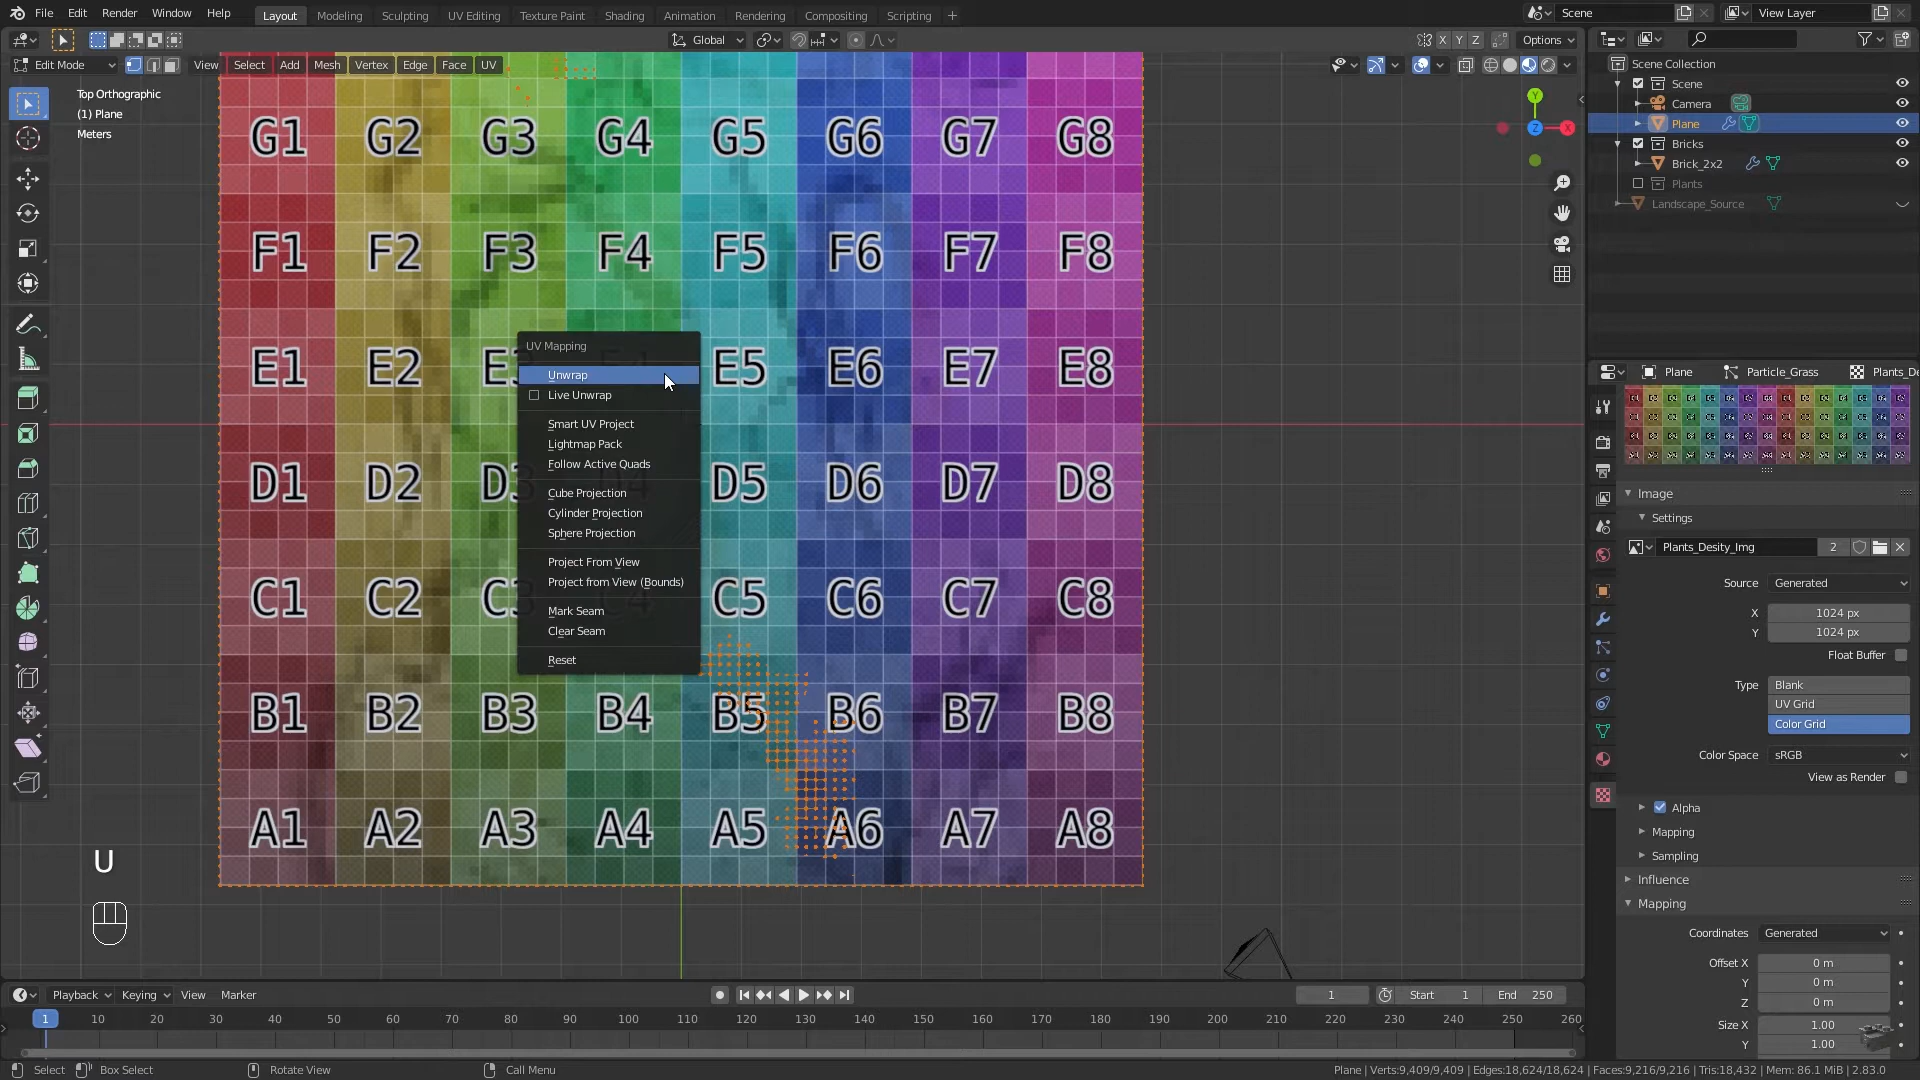 File Edit Render Window Help Layout Modeling Sculpting UV Editing Texture Paint Shading Animation Rendering Compositing Scripting + Scene View Layer
Global X Y Z Options
Edit Mode View Select Add Mesh Vertex Edge Face UV
Scene Collection
Scene
Camera
Plane
Bricks
Brick_2x2
Plants
Landscape_Source
Top Orthographic
(1) Plane
Meters
Y
Z
X
G1 G2 G3 G4 G5 G6 G7 G8
F1 F2 F3 F4 F5 F6 F7 F8
E1 E2 E5 E6 E7 E8
D1 D2 D5 D6 D7 D8
C1 C2 C5 C6 C7 C8
B1 B2 B3 B4 B5 B6 B7 B8
A1 A2 A3 A4 A5 A6 A7 A8
UV Mapping
Unwrap
Live Unwrap
Smart UV Project
Lightmap Pack
Follow Active Quads
Cube Projection
Cylinder Projection
Sphere Projection
Project From View
Project from View (Bounds)
Mark Seam
Clear Seam
Reset
U
Plane Particle_Grass Plants_De
Image
Settings
Plants_Desity_Img 2
Source Generated
X 1024 px
Y 1024 px
Float Buffer
Type Blank
UV Grid
Color Grid
Color Space sRGB
View as Render
Alpha
Mapping
Sampling
Influence
Mapping
Coordinates Generated
Offset X 0 m
Y 0 m
Z 0 m
Size X 1.00
Y 1.00
Playback Keying View Marker 1 Start 1 End 250
1 10 20 30 40 50 60 70 80 90 100 110 120 130 140 150 160 170 180 190 200 210 220 230 240 250 260
Select Box Select Rotate View Call Menu Plane | Verts:9,409/9,409 | Edges:18,624/18,624 | Faces:9,216/9,216 | Tris:18,432 | Mem: 86.1 MiB | 2.83.0